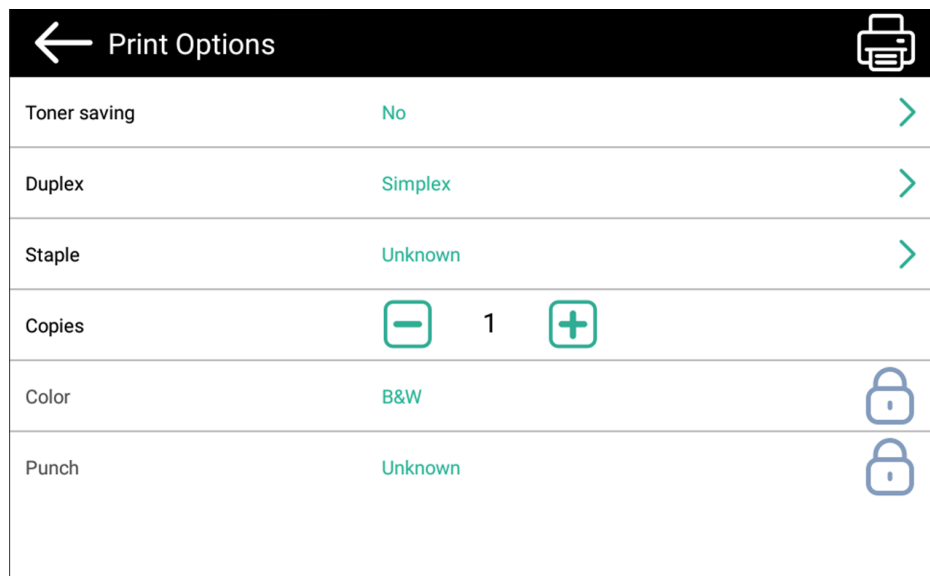 Print Options
Toner saving No
Duplex Simplex
Staple Unknown
Copies 1
Color B&W
Punch Unknown